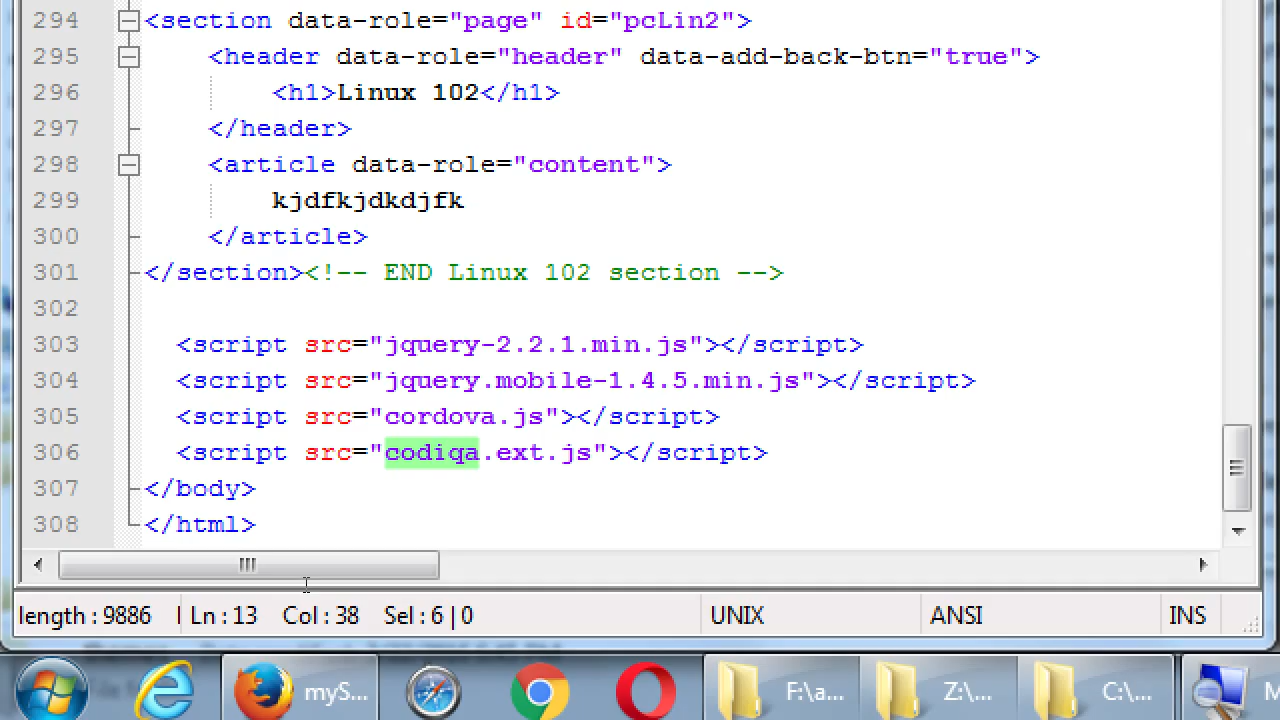 294 <section data-role="page" id="pcLin2">
295 <header data-role="header" data-add-back-btn="true">
296 <h1>Linux 102</h1>
297 </header>
298 <article data-role="content">
299 kjdfkjdkdjfk
300 </article>
301 </section><!-- END Linux 102 section -->
302
303 <script src="jquery-2.2.1.min.js"></script>
304 <script src="jquery.mobile-1.4.5.min.js"></script>
305 <script src="cordova.js"></script>
306 <script src="codiqa.ext.js"></script>
307 </body>
308 </html>
length : 9886 l Ln : 13 Col : 38 Sel : 6 | 0 UNIX ANSI INS
myS... F:\a... Z:\... C:\... M